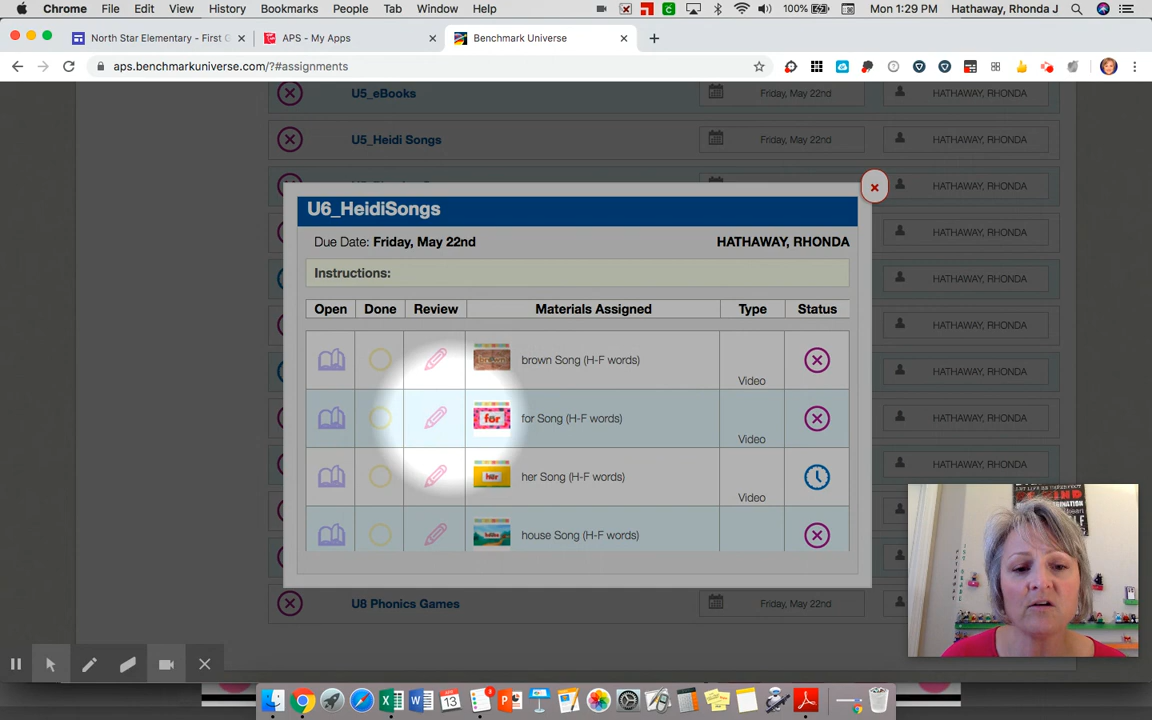 Chrome File Edit View History Bookmarks People Tab Window Help 100% Mon 1:29 PM Hathaway, Rhonda J
North Star Elementary - First G APS - My Apps Benchmark Universe
aps.benchmarkuniverse.com/?#assignments
U5_eBooks Friday, May 22nd HATHAWAY, RHONDA
U5_Heidi Songs Friday, May 22nd HATHAWAY, RHONDA
HATHAWAY, RHONDA
U6_HeidiSongs
HATHAWAY, RHONDA
Due Date: Friday, May 22nd HATHAWAY, RHONDA
Instructions:
HATHAWAY, RHONDA
Open Done Review Materials Assigned Type Status
HATHAWAY, RHONDA
brown Song (H-F words) Video
HATHAWAY, RHONDA
for for Song (H-F words) Video
HATHAWAY, RHONDA
her her Song (H-F words) Video
HATHAWAY, RHONDA
house Song (H-F words)
U8 Phonics Games Friday, May 22nd
13